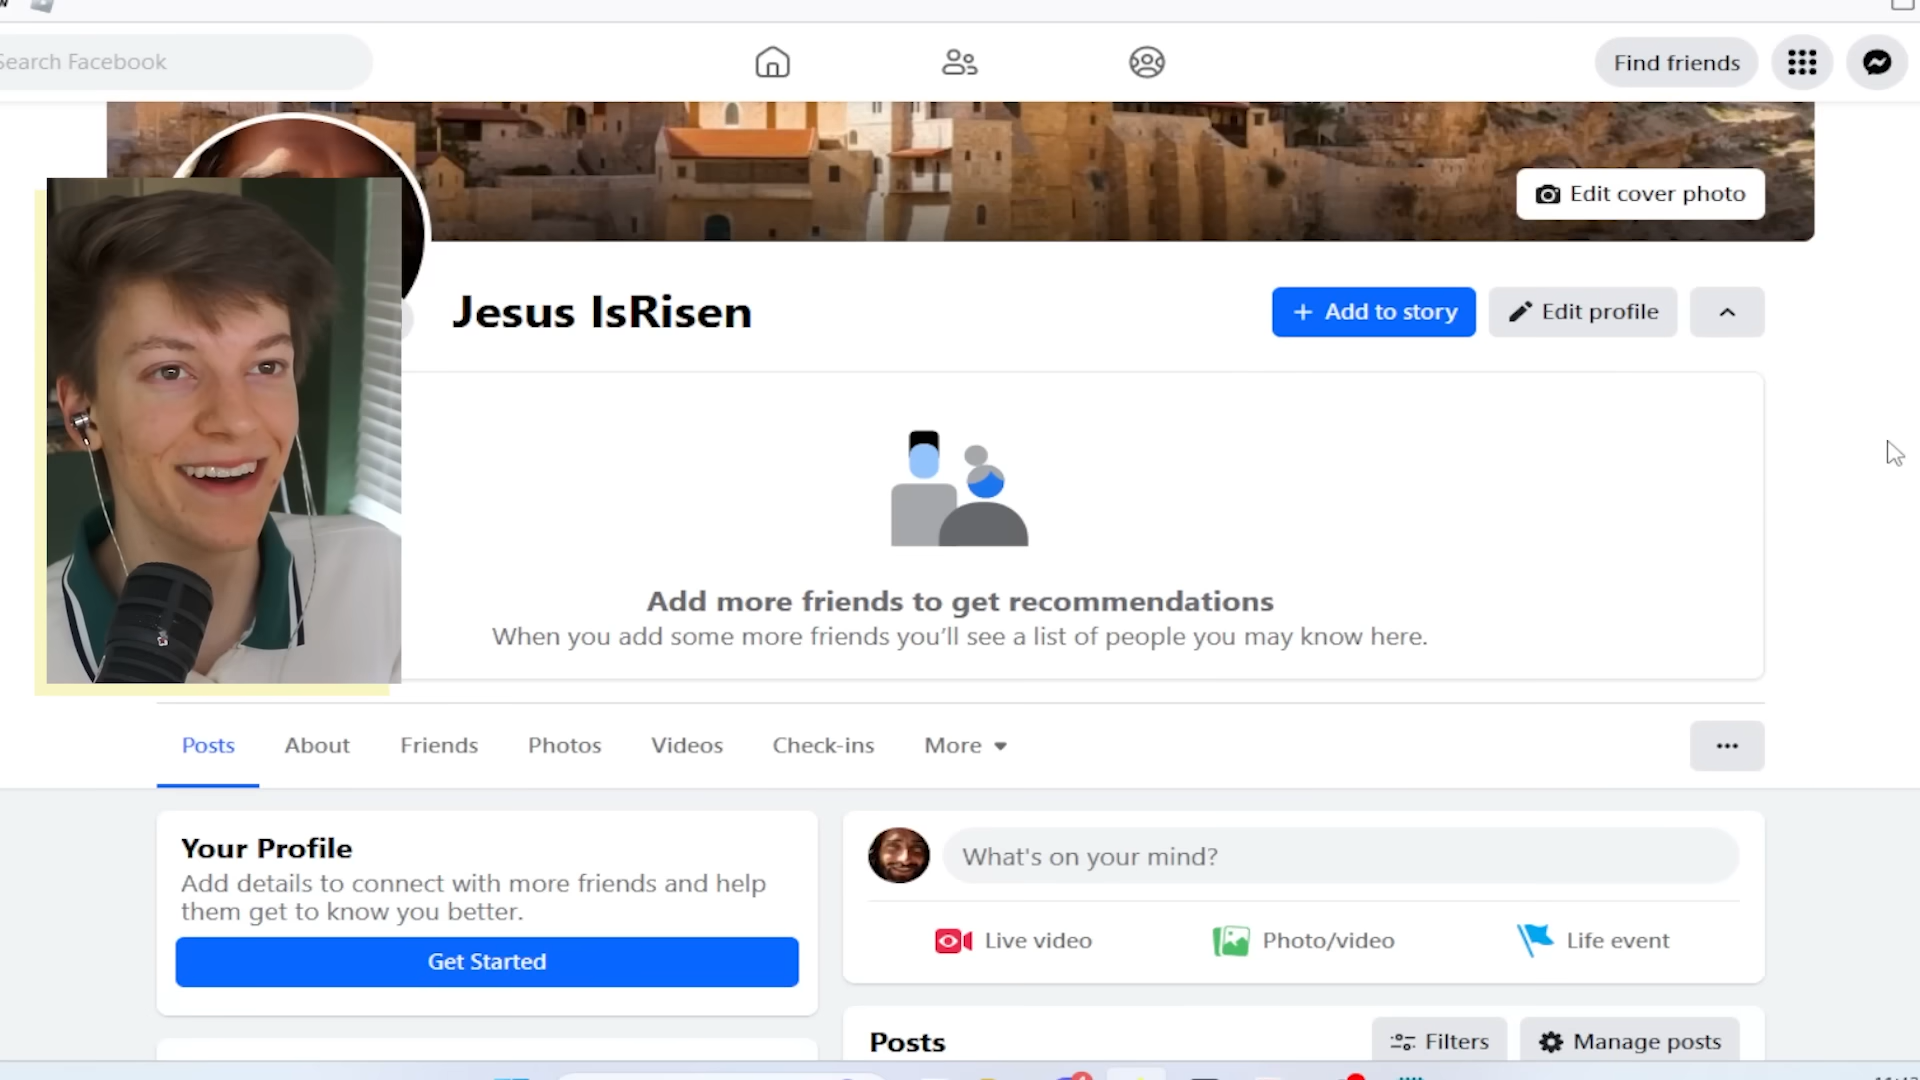 Search Facebook
Find friends
Edit cover photo
Jesus IsRisen
Add to story
Edit profile
Add more friends to get recommendations
When you add some more friends you'll see a list of people you may know here.
Posts
About
Friends
Photos
Videos
Check-ins
More
Your Profile
Add details to connect with more friends and help
them get to know you better.
Get Started
What's on your mind?
Live video
Photo/video
Life event
Posts
Filters
Manage posts